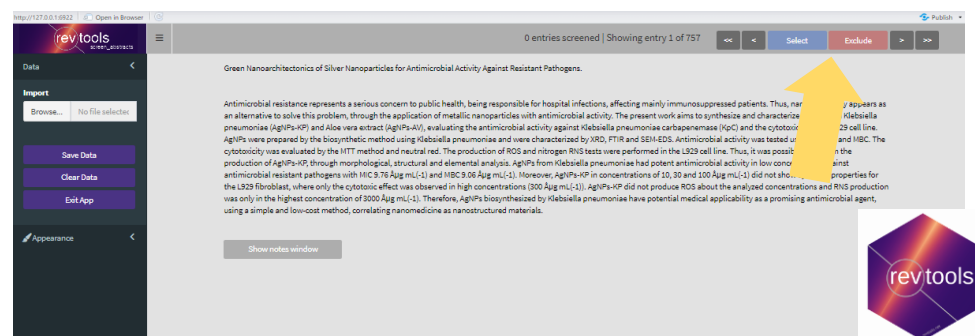 http://127.0.0.1:6922 Open in Browser Publish
revtools
screen_abstracts
0 entries screened | Showing entry 1 of 757 << < Select Exclude > >>
Data
Import
Browse... No file selected
Save Data
Clear Data
Exit App
Appearance
Green Nanoarchitectonics of Silver Nanoparticles for Antimicrobial Activity Against Resistant Pathogens.
Antimicrobial resistance represents a serious concern to public health, being responsible for hospital infections, affecting mainly immunosuppressed patients. Thus, appears as
an alternative to solve this problem, through the application of metallic nanoparticles with antimicrobial activity. The present work aims to synthesize and characterize Klebsiella
pneumoniae (AgNPs-KP) and Aloe vera extract (AgNPs-AV), evaluating the antimicrobial activity against Klebsiella pneumoniae carbapenemase (KpC) and the cytotoxic 29 cell line.
AgNPs were prepared by the biosynthetic method using Klebsiella pneumoniae and were characterized by XRD, FTIR and SEM-EDS. Antimicrobial activity was tested and MBC. The
cytotoxicity was evaluated by the MTT method and neutral red. The production of ROS and nitrogen RNS tests were performed in the L929 cell line. Thus, it was the
production of AgNPs-KP, through morphological, structural and elemental analysis. AgNPs from Klebsiella pneumoniae had potent antimicrobial activity in low
antimicrobial resistant pathogens with MIC 9.76 Âµg mL(-1) and MBC 9.06 Âµg mL(-1). Moreover, AgNPs-KP in concentrations of 10, 30 and 100 Âµg mL(-1) did not properties for
the L929 fibroblast, where only the cytotoxic effect was observed in high concentrations (300 Âµg mL(-1)). AgNPs-KP did not produce ROS about the analyzed concentrations and RNS production
was only in the highest concentration of 3000 Âµg mL(-1). Therefore, AgNPs biosynthesized by Klebsiella pneumoniae have potential medical applicability as a promising antimicrobial agent,
using a simple and low-cost method, correlating nanomedicine as nanostructured materials.
Show notes window
revtools